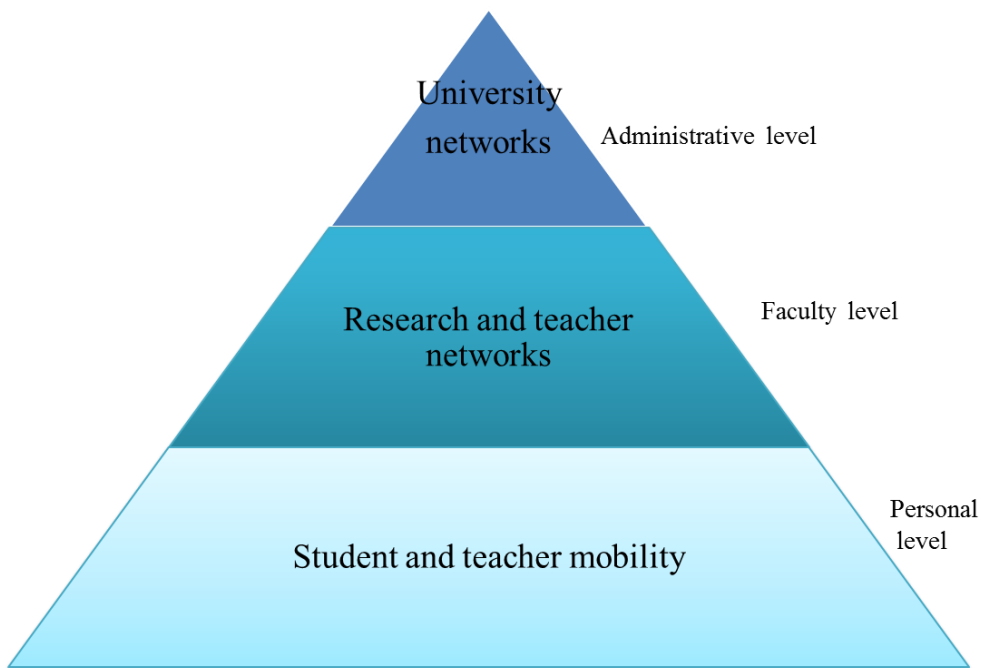 University
networks
Administrative level
Research and teacher
networks
Faculty level
Student and teacher mobility
Personal
level